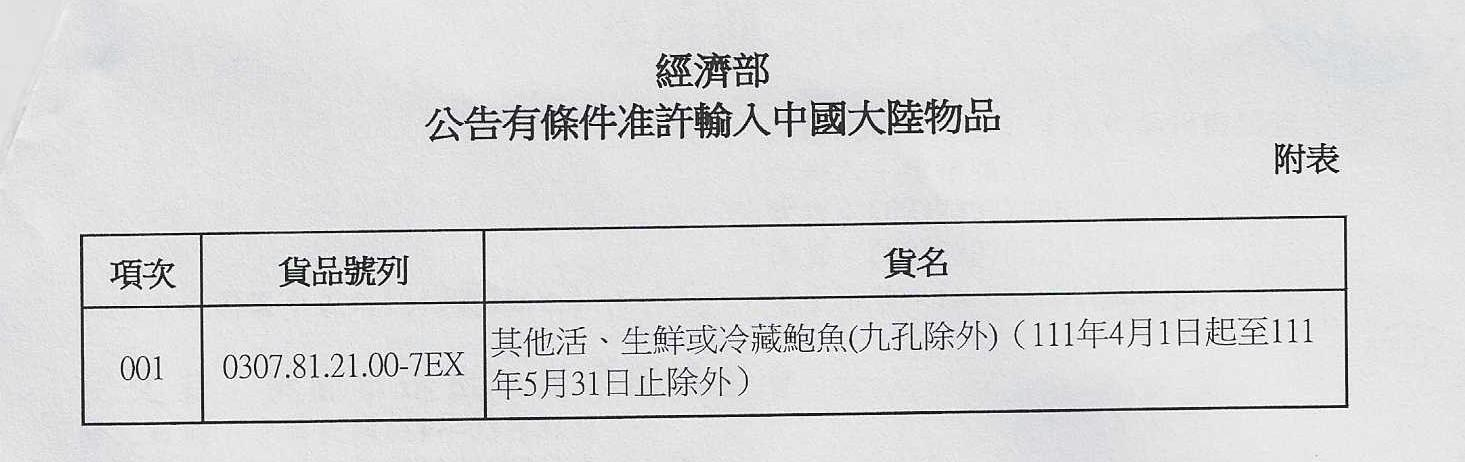 經濟部
公告有條件准許輸入中國大陸物品
附表
項次 貨品號列 貨名
001 0307.81.21.00-7EX 其他活、生鮮或冷藏鮑魚(九孔除外)（111年4月1日起至111
年5月31日止除外）